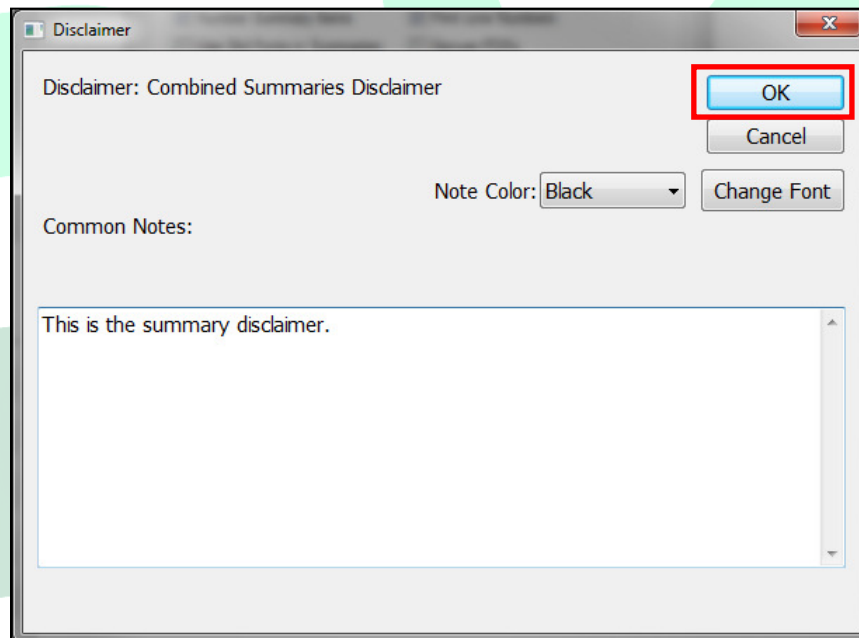 Disclaimer
Disclaimer: Combined Summaries Disclaimer
OK
Cancel
Note Color: Black
Change Font
Common Notes:
This is the summary disclaimer.